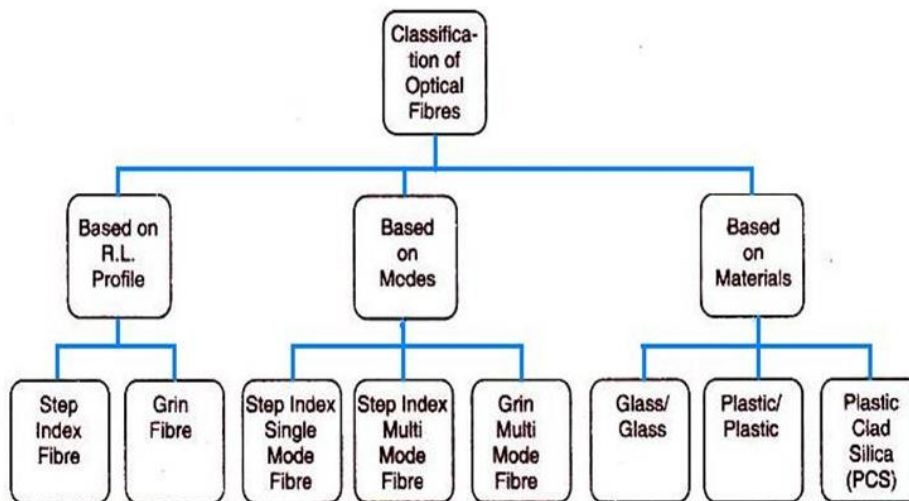 Classifica-
tion of
Optical
Fibres
Based on
R.L.
Profile
Based
on
Modes
Based
on
Materials
Step
Index
Fibre
Grin
Fibre
Step Index
Single
Mode
Fibre
Step Index
Multi
Mode
Fibre
Grin
Multi
Mode
Fibre
Glass/
Glass
Plastic/
Plastic
Plastic
Clad
Silica
(PCS)